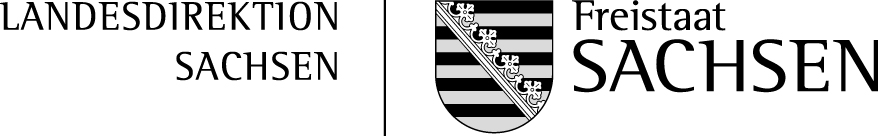 LANDESDIREKTION
SACHSEN
Freistaat
SACHSEN